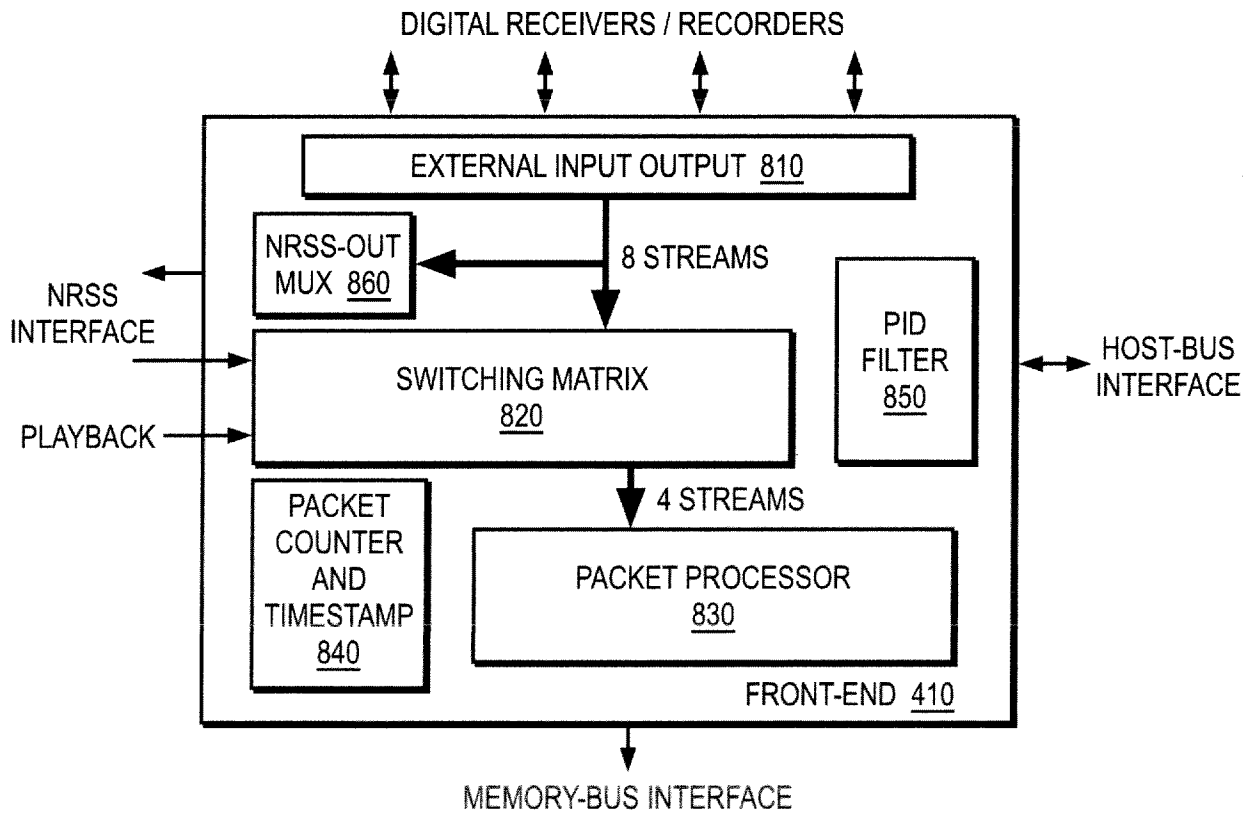 DIGITAL RECEIVERS / RECORDERS
EXTERNAL INPUT OUTPUT 810
NRSS-OUT
MUX 860
8 STREAMS
NRSS
INTERFACE
PID
FILTER
850
HOST-BUS
INTERFACE
SWITCHING MATRIX
820
PLAYBACK
4 STREAMS
PACKET
COUNTER
AND
TIMESTAMP
840
PACKET PROCESSOR
830
FRONT-END 410
MEMORY-BUS INTERFACE